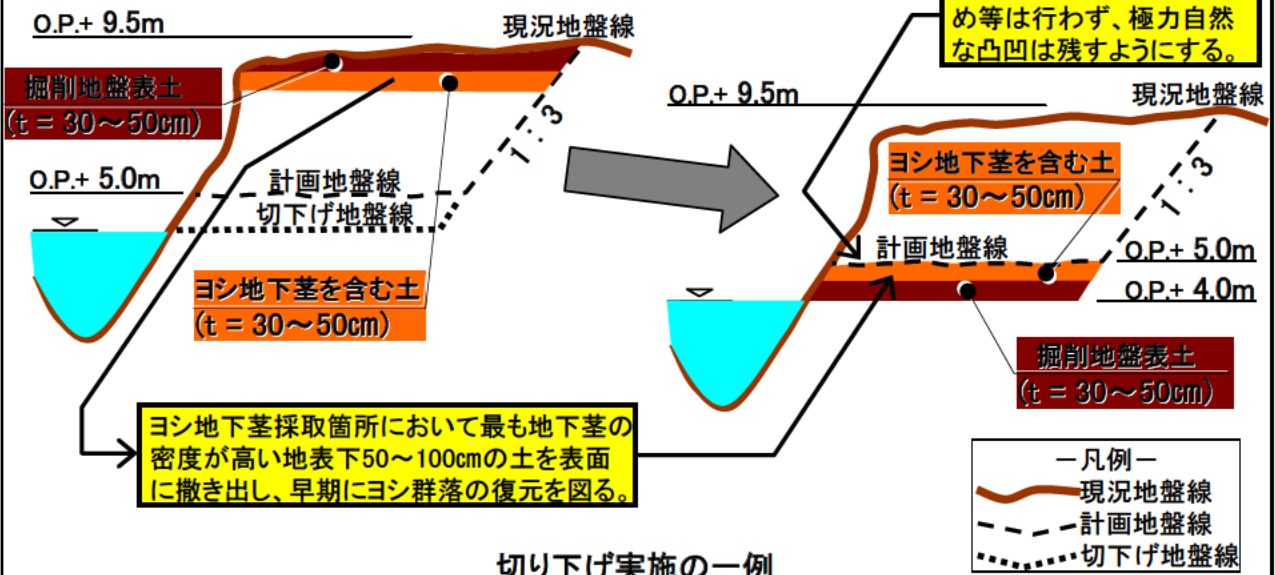 O.P.+ 9.5m
現況地盤線
掘削地盤表土
(t = 30～50cm)
1：3
O.P.+ 5.0m
計画地盤線
切下げ地盤線
ヨシ地下茎を含む土
(t = 30～50cm)
ヨシ地下茎採取箇所において最も地下茎の
密度が高い地表下50～100cmの土を表面
に撒き出し、早期にヨシ群落の復元を図る。
め等は行わず、極力自然
な凸凹は残すようにする。
O.P.+ 9.5m
現況地盤線
ヨシ地下茎を含む土
(t = 30～50cm)
1：3
計画地盤線
O.P.+ 5.0m
O.P.+ 4.0m
掘削地盤表土
(t = 30～50cm)
－凡例－
現況地盤線
計画地盤線
切下げ地盤線
切り下げ実施の一例